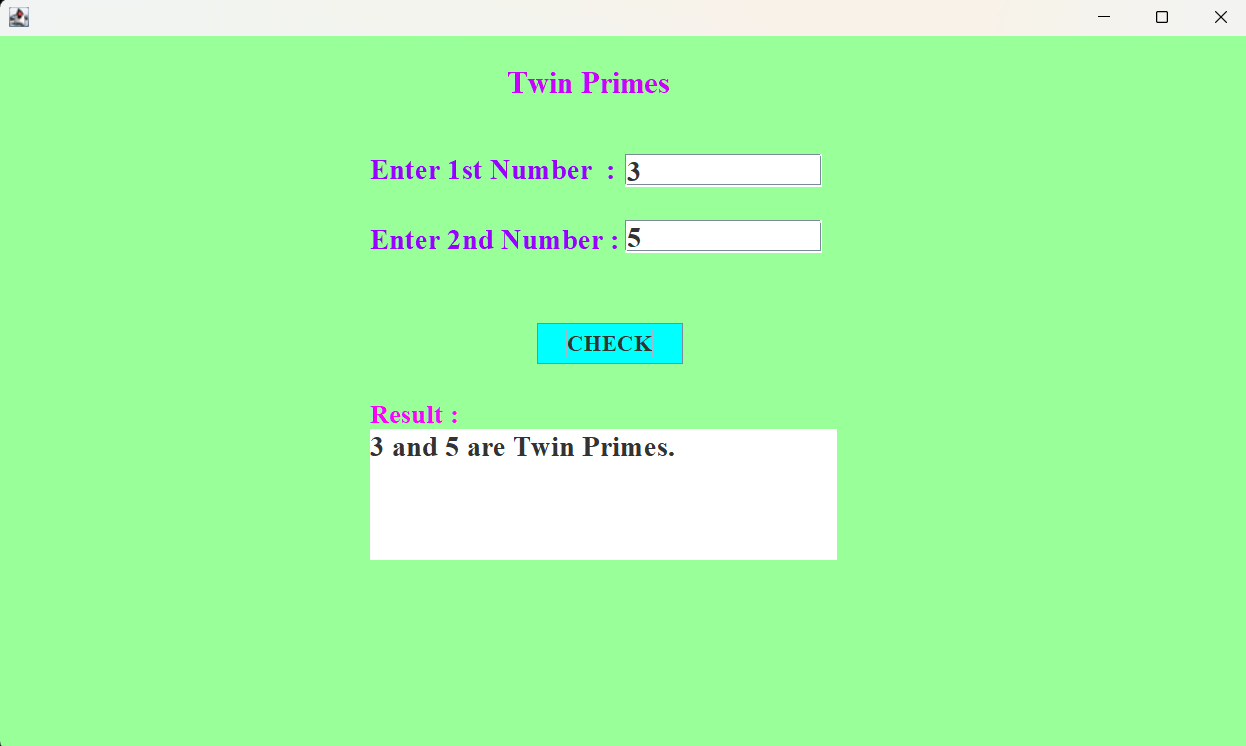 Twin Primes
Enter 1st Number : 3
Enter 2nd Number : 5
CHECK
Result :
3 and 5 are Twin Primes.